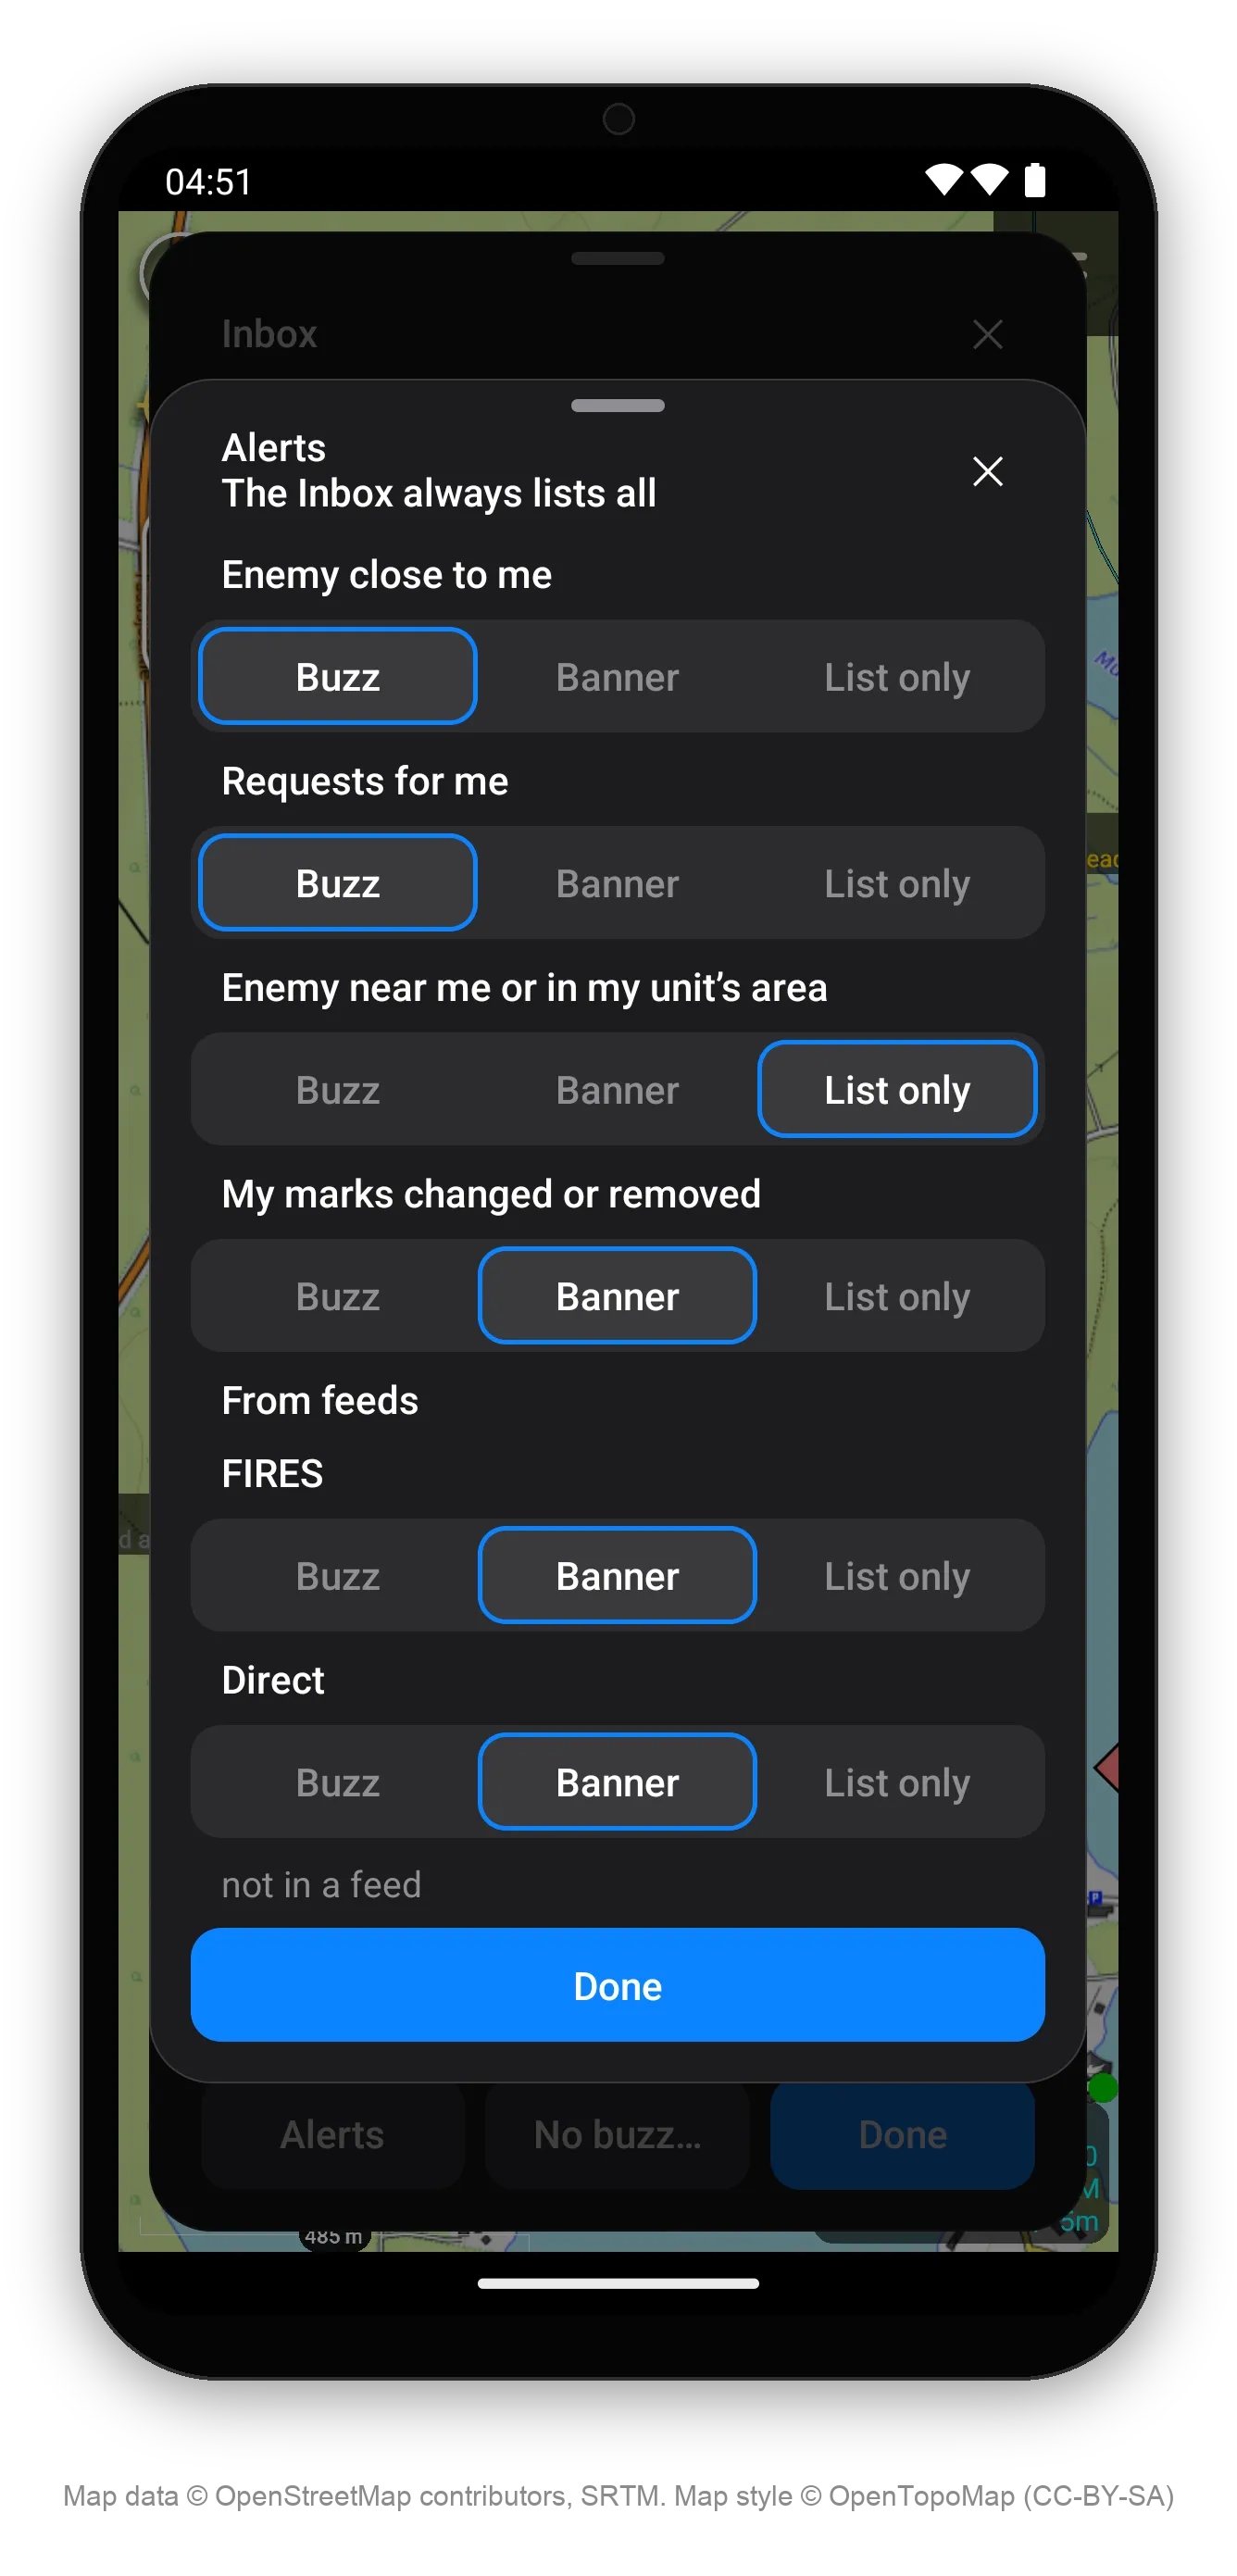 04:51
Inbox
Alerts
The Inbox always lists all
Enemy close to me
Buzz Banner List only
Requests for me
Buzz Banner List only
Enemy near me or in my unit’s area
Buzz Banner List only
My marks changed or removed
Buzz Banner List only
From feeds
FIRES
Buzz Banner List only
Direct
Buzz Banner List only
not in a feed
Done
Alerts No buzz… Done
485 m
Map data © OpenStreetMap contributors, SRTM. Map style © OpenTopoMap (CC-BY-SA)